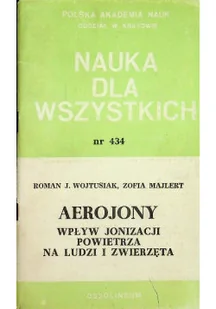 POLSKA AKADEMIA NAUK
ODDZIAŁ W KRAKOWIE
NAUKA
DLA
WSZYSTKICH
nr 434
ROMAN J. WOJTUSIAK, ZOFIA MAJLERT
AEROJONY
WPŁYW JONIZACJI
POWIETRZA
NA LUDZI I ZWIERZĘTA
OSSOLINEUM